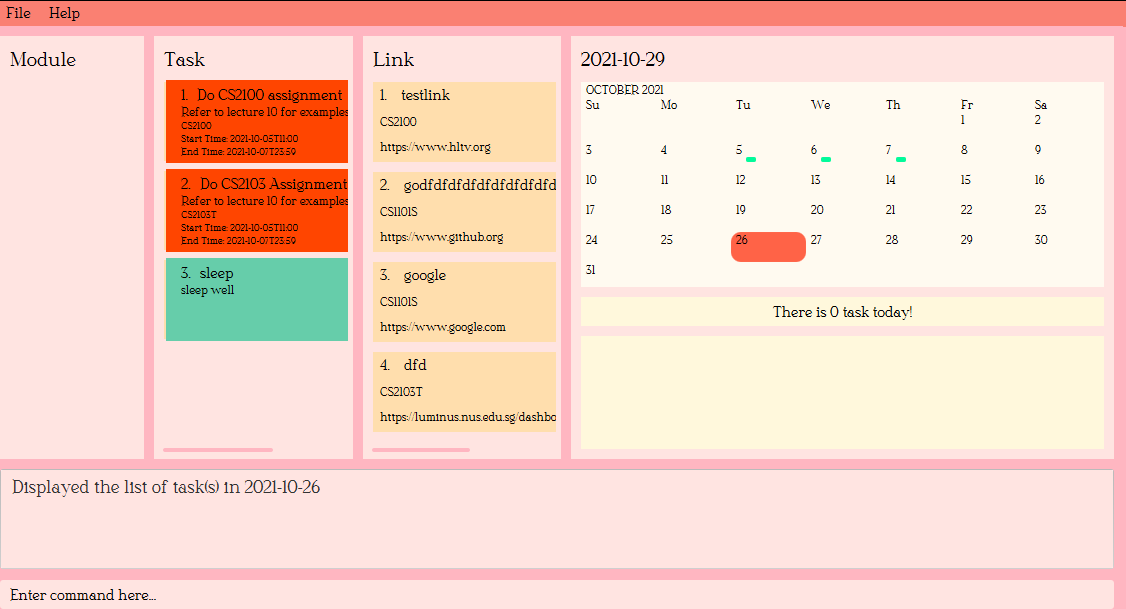 File Help
Module
Task
1. Do CS2100 assignment
Refer to lecture 10 for examples
CS2100
Start Time: 2021-10-05T11:00
End Time: 2021-10-07T23:59
2. Do CS2103 Assignment
Refer to lecture 10 for examples
CS2103T
Start Time: 2021-10-05T11:00
End Time: 2021-10-07T23:59
3. sleep
sleep well
Link
1. testlink
CS2100
https://www.hltv.org
2. godfdfdfdfdfdfdfdfdfd
CS1101S
https://www.github.org
3. google
CS1101S
https://www.google.com
4. dfd
CS2103T
https://luminus.nus.edu.sg/dashbo
2021-10-29
OCTOBER 2021
Su Mo Tu We Th Fr Sa
1 2
3 4 5 6 7 8 9
10 11 12 13 14 15 16
17 18 19 20 21 22 23
24 25 26 27 28 29 30
31
There is 0 task today!
Displayed the list of task(s) in 2021-10-26
Enter command here...